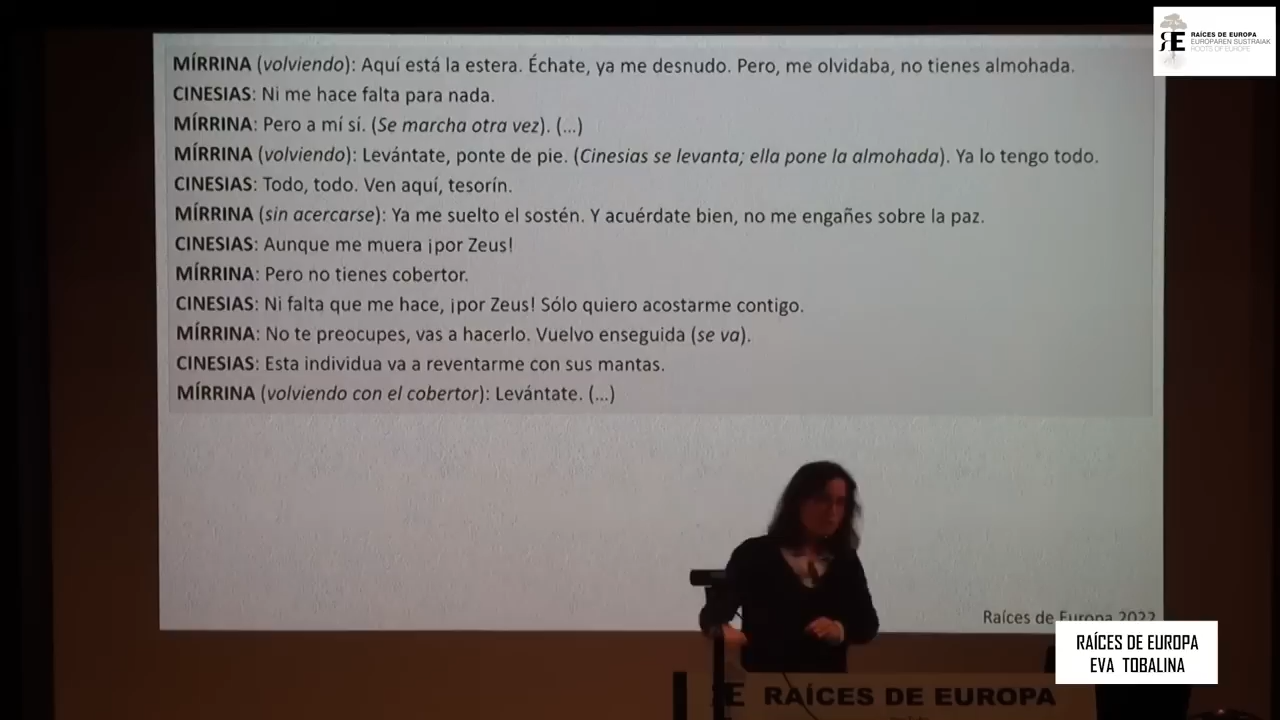 RAÍCES DE EUROPA
EUROPAREN SUSTRAIAK
ROOTS OF EUROPE
MÍRRINA (volviendo): Aquí está la estera. Échate, ya me desnudo. Pero, me olvidaba, no tienes almohada.
CINESIAS: Ni me hace falta para nada.
MÍRRINA: Pero a mí sí. (Se marcha otra vez). (...)
MÍRRINA (volviendo): Levántate, ponte de pie. (Cinesias se levanta; ella pone la almohada). Ya lo tengo todo.
CINESIAS: Todo, todo. Ven aquí, tesorín.
MÍRRINA (sin acercarse): Ya me suelto el sostén. Y acuérdate bien, no me engañes sobre la paz.
CINESIAS: Aunque me muera ¡por Zeus!
MÍRRINA: Pero no tienes cobertor.
CINESIAS: Ni falta que me hace, ¡por Zeus! Sólo quiero acostarme contigo.
MÍRRINA: No te preocupes, vas a hacerlo. Vuelvo enseguida (se va).
CINESIAS: Esta individua va a reventarme con sus mantas.
MÍRRINA (volviendo con el cobertor): Levántate. (...)
Raíces de Europa 2022
RAÍCES DE EUROPA
EVA TOBALINA
RAÍCES DE EUROPA